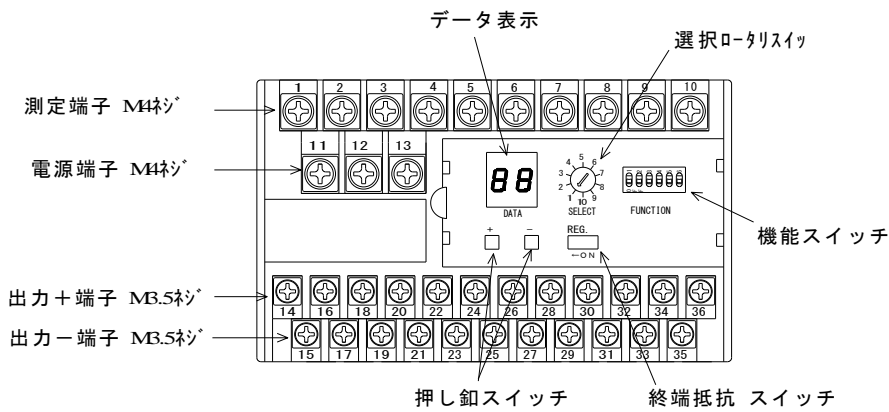 データ表示
選択ロータリスイッ
測定端子 M4ネジ
1 2 3 4 5 6 7 8 9 10
電源端子 M4ネジ
11 12 13
88
DATA
1 2 3 4 5 6 7 8 9 10
SELECT
FUNCTION
機能スイッチ
+ −
REG.
←ON
出力+端子 M3.5ネジ
14 16 18 20 22 24 26 28 30 32 34 36
出力ー端子 M3.5ネジ
15 17 19 21 23 25 27 29 31 33 35
押し釦スイッチ
終端抵抗 スイッチ